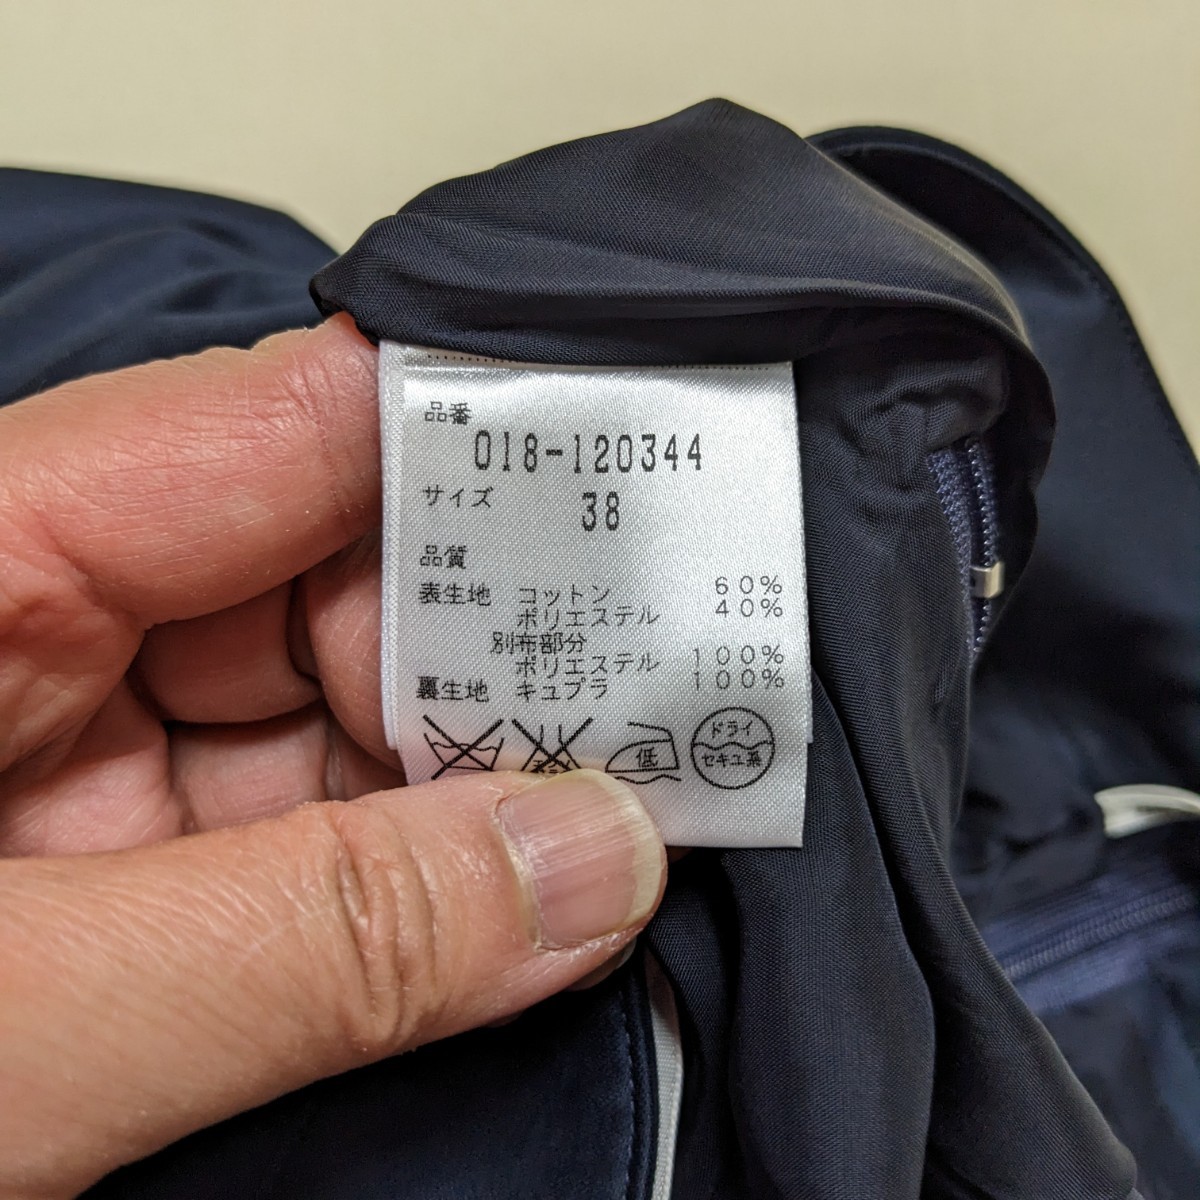 品番
018-120344
サイズ 38
品質
表生地 コットン 60%
ポリエステル 40%
別布部分
ポリエステル 100%
裏生地 キュプラ 100%
低
ドライ
セキユ系